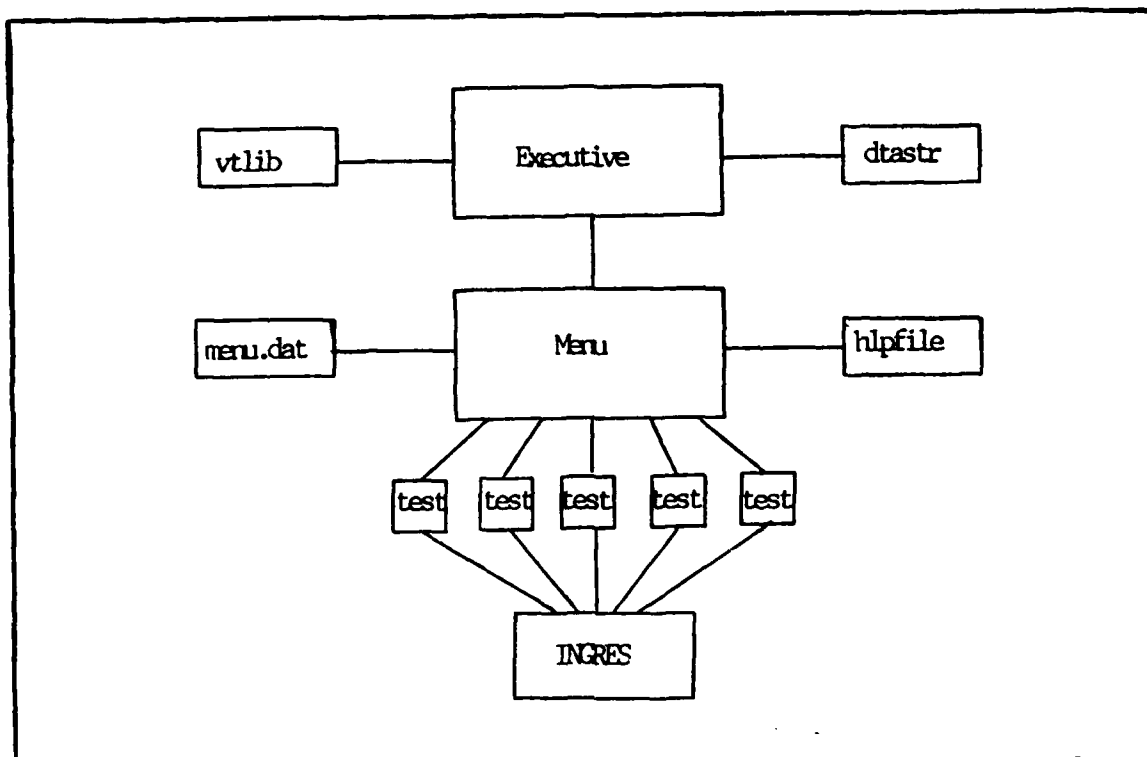 vtlib
Executive
dtastr
menu.dat
Menu
hlpfile
test
test
test
test
test
INGRES